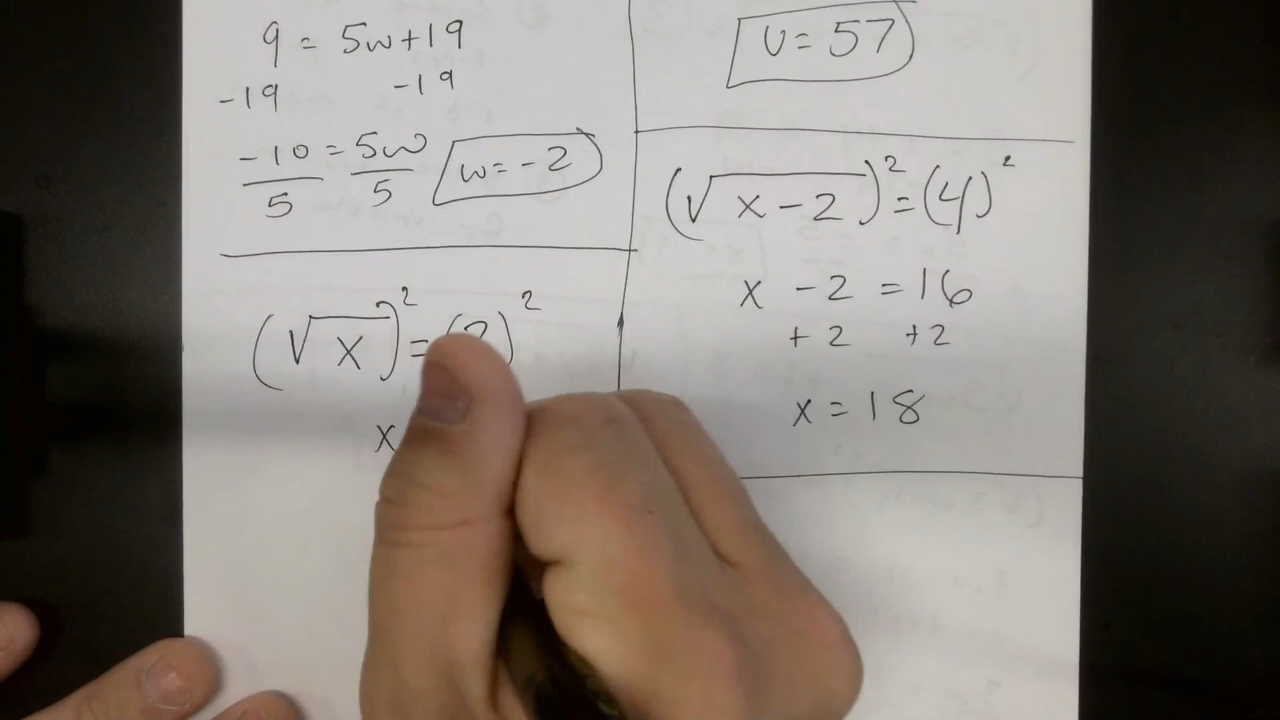 9 = 5w+19
-19 -19
-10 = 5w
5 5
w = -2
(√x)² = ( )²
x
v = 57
(√x-2)² = (4)²
x - 2 = 16
+2 +2
x = 18